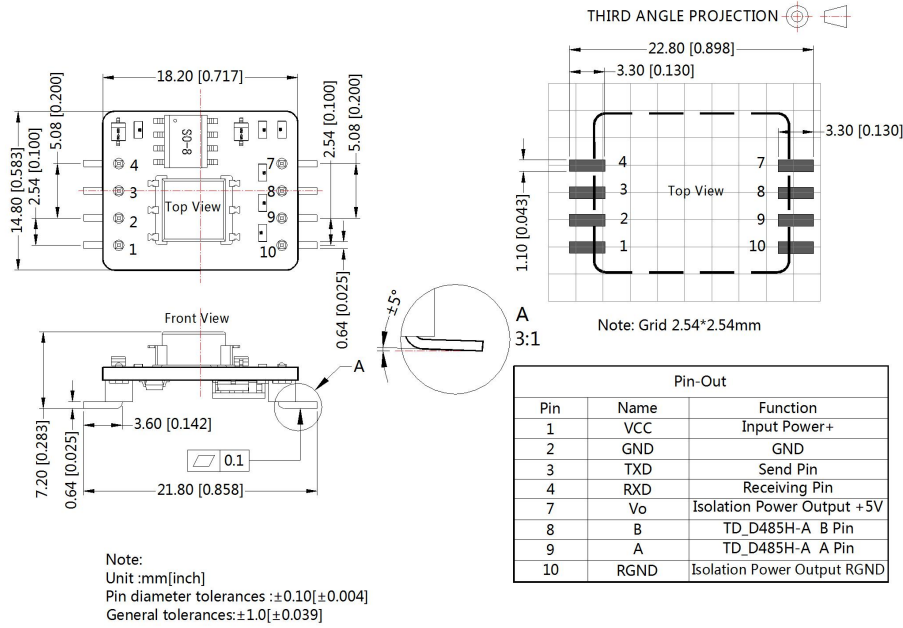 THIRD ANGLE PROJECTION
18.20 [0.717]
14.80 [0.583]
2.54 [0.100]
5.08 [0.200]
2.54 [0.100]
5.08 [0.200]
0.64 [0.025]
SO-8
Top View
4
3
2
1
7
8
9
10
22.80 [0.898]
3.30 [0.130]
3.30 [0.130]
1.10 [0.043]
Top View
4
3
2
1
7
8
9
10
Note: Grid 2.54*2.54mm
Front View
7.20 [0.283]
0.64 [0.025]
3.60 [0.142]
0.1
21.80 [0.858]
A
±5°
A
3:1
Pin-Out
Pin Name Function
1 VCC Input Power+
2 GND GND
3 TXD Send Pin
4 RXD Receiving Pin
7 Vo Isolation Power Output +5V
8 B TD_D485H-A B Pin
9 A TD_D485H-A A Pin
10 RGND Isolation Power Output RGND
Note:
Unit :mm[inch]
Pin diameter tolerances :±0.10[±0.004]
General tolerances:±1.0[±0.039]